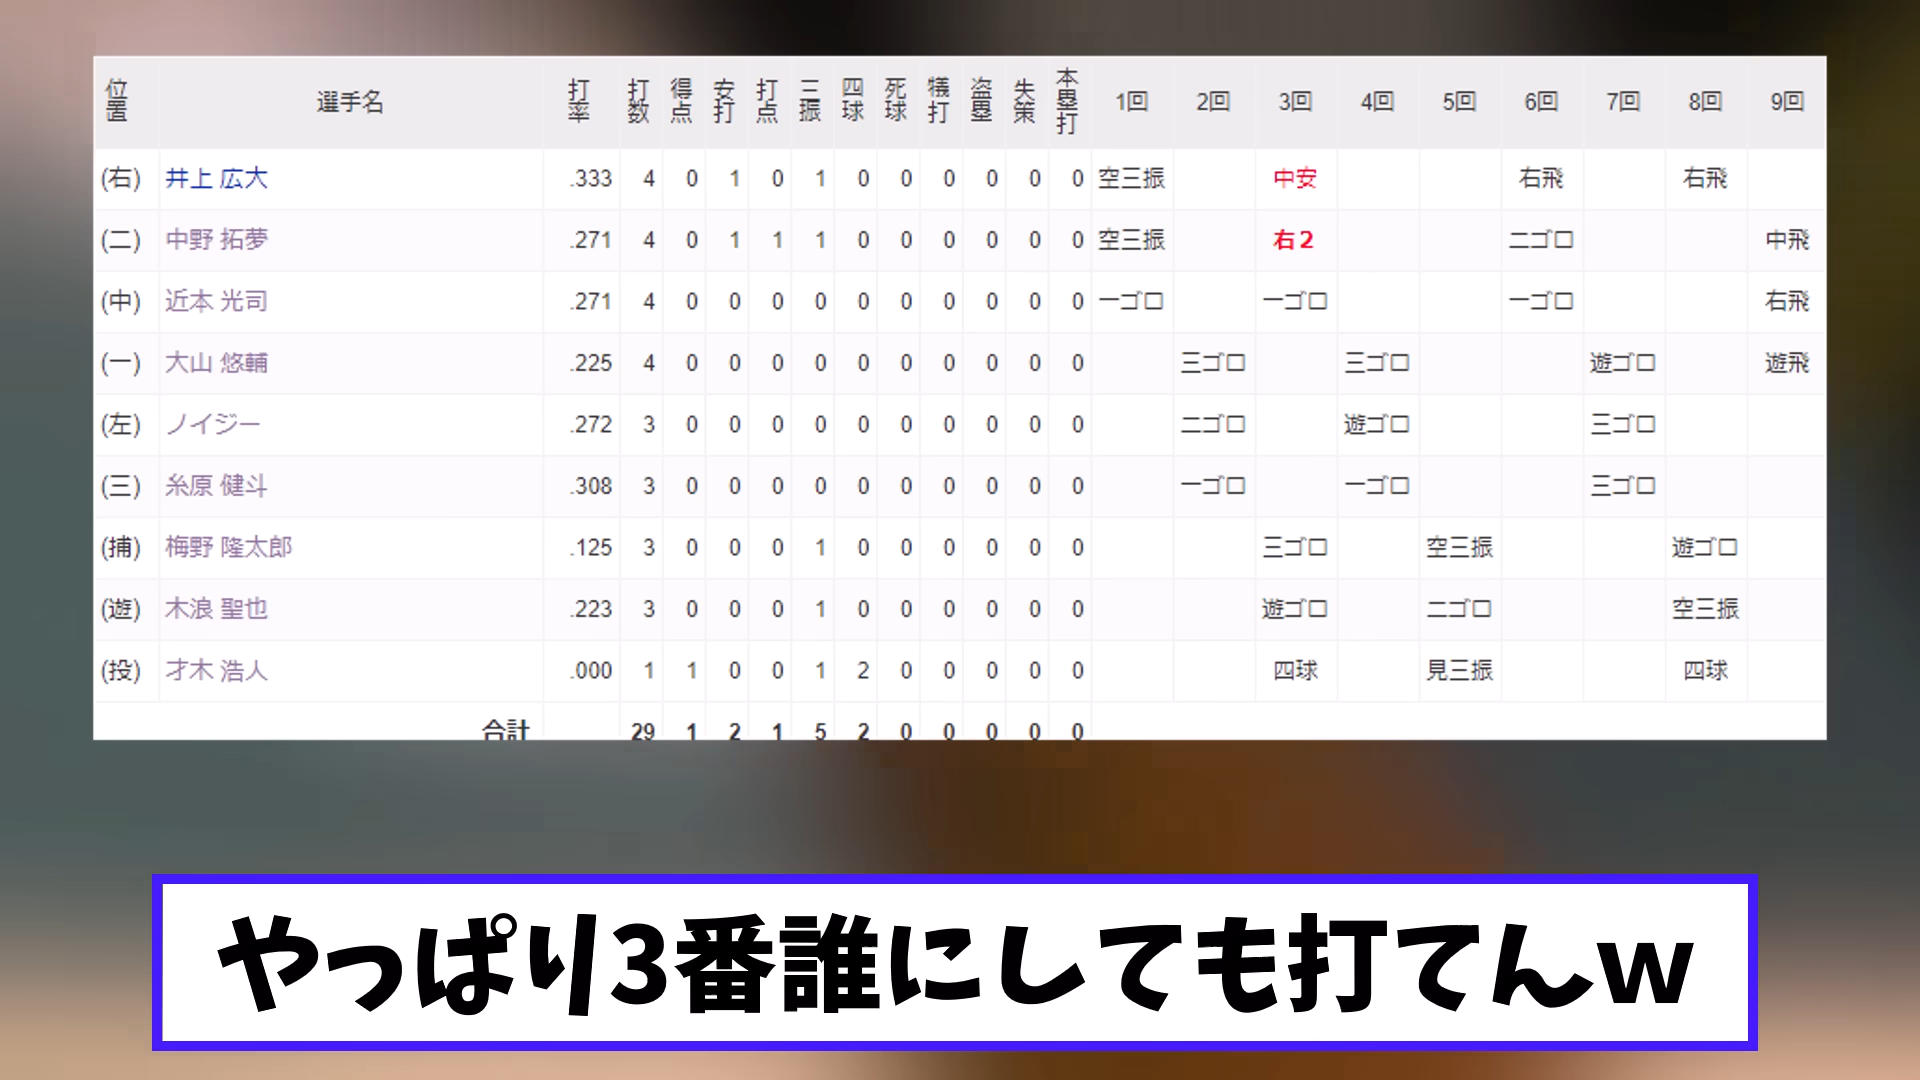 位置 選手名 打率 打数 得点 安打 打点 三振 四球 死球 犠打 盗塁 失策 本塁打 1回 2回 3回 4回 5回 6回 7回 8回 9回
(右) 井上 広大 .333 4 0 1 0 1 0 0 0 0 0 0 空三振 中安 右飛 右飛
(二) 中野 拓夢 .271 4 0 1 1 1 0 0 0 0 0 0 空三振 右２ 二ゴロ 中飛
(中) 近本 光司 .271 4 0 0 0 0 0 0 0 0 0 0 一ゴロ 一ゴロ 一ゴロ 右飛
(一) 大山 悠輔 .225 4 0 0 0 0 0 0 0 0 0 0 三ゴロ 三ゴロ 遊ゴロ 遊飛
(左) ノイジー .272 3 0 0 0 0 0 0 0 0 0 0 二ゴロ 遊ゴロ 三ゴロ
(三) 糸原 健斗 .308 3 0 0 0 0 0 0 0 0 0 0 一ゴロ 一ゴロ 三ゴロ
(捕) 梅野 隆太郎 .125 3 0 0 0 1 0 0 0 0 0 0 三ゴロ 空三振 遊ゴロ
(遊) 木浪 聖也 .223 3 0 0 0 1 0 0 0 0 0 0 遊ゴロ 二ゴロ 空三振
(投) 才木 浩人 .000 1 1 0 0 1 2 0 0 0 0 0 四球 見三振 四球
合計 29 1 2 1 5 2 0 0 0 0 0
やっぱり3番誰にしても打てんw